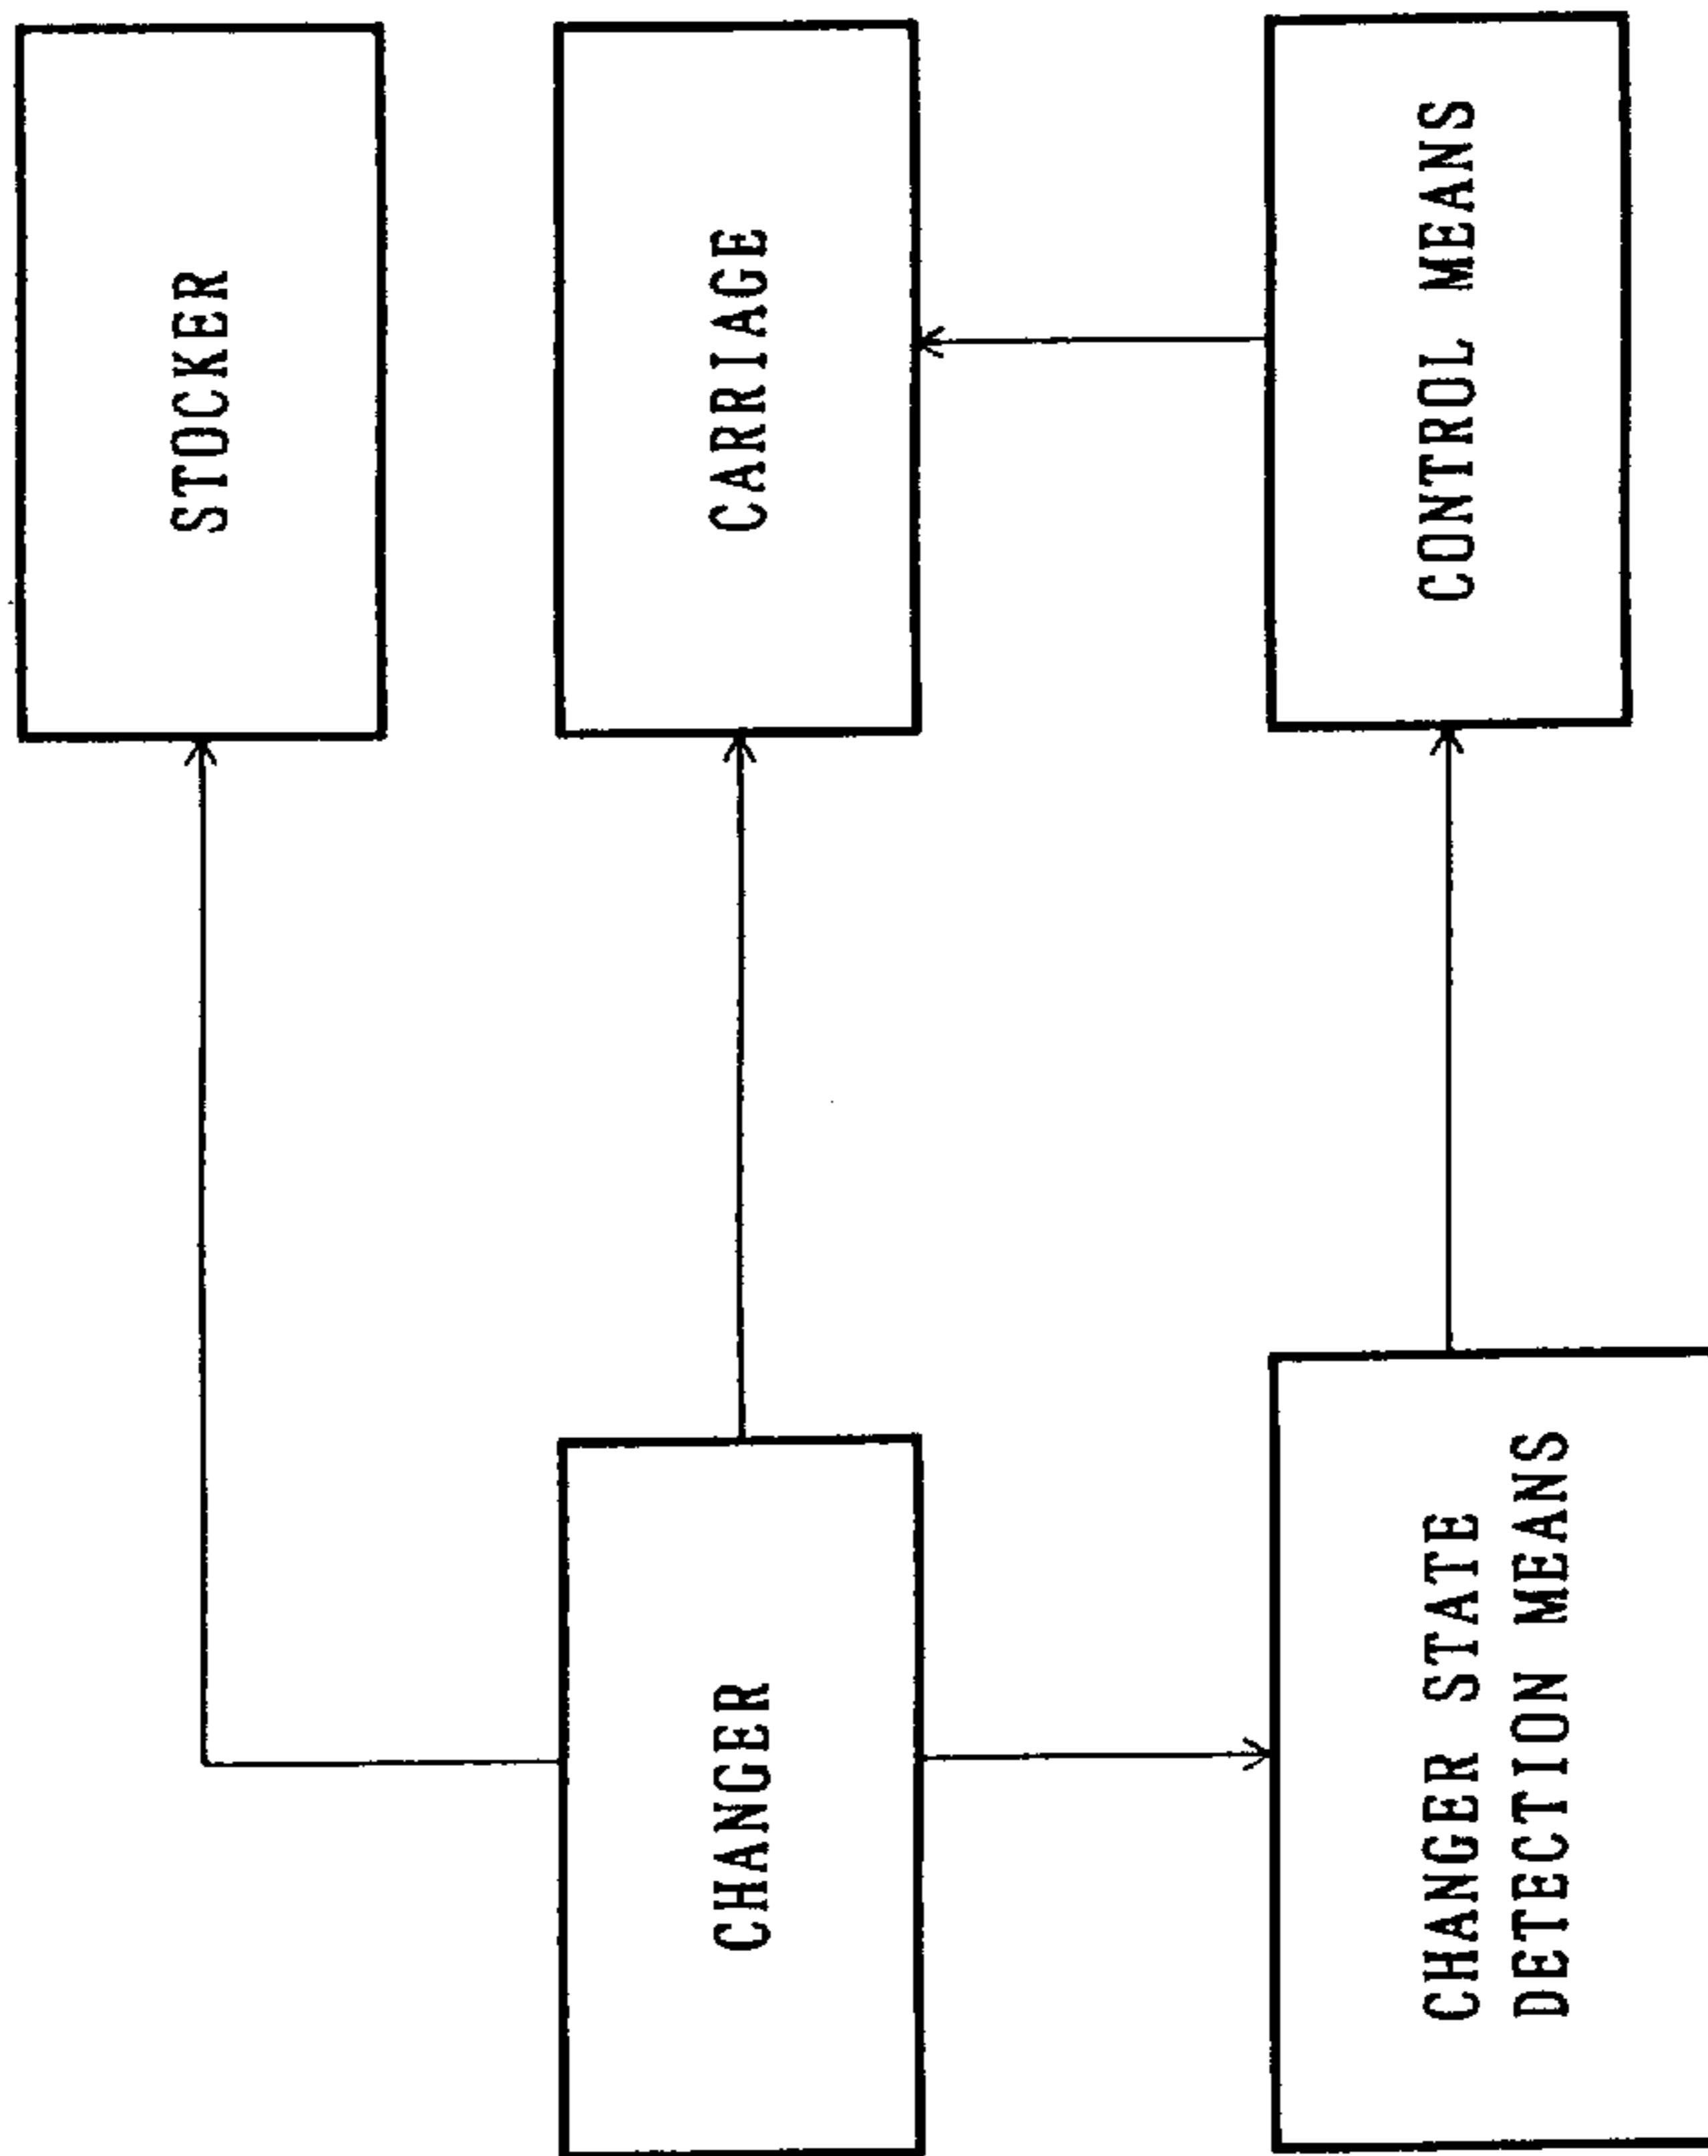 STOCKER
CHANGER
CARRIAGE
CHANGER STATE
DETECTION MEANS
CONTROL MEANS